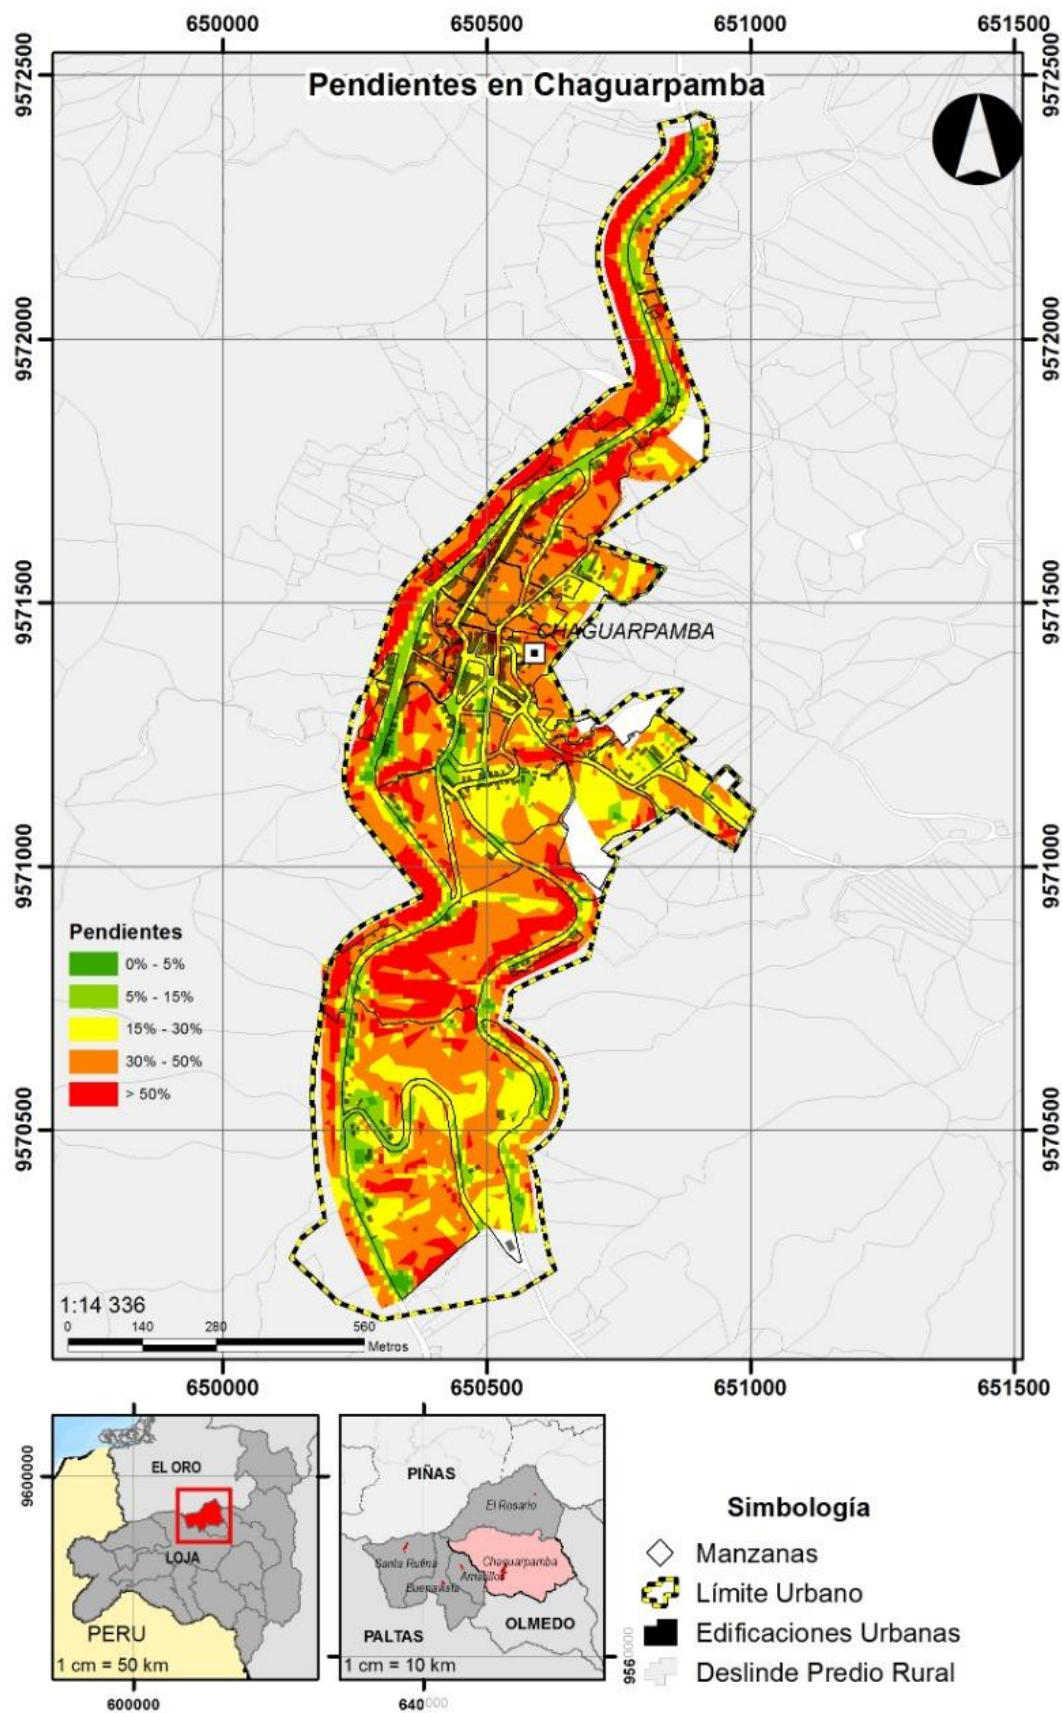 650000 650500 651000 651500
Pendientes en Chaguarpamba
9572500 9572500
9572000 9572000
9571500 9571500
CHAGUARPAMBA
9571000 9571000
Pendientes
0% - 5%
5% - 15%
15% - 30%
30% - 50%
> 50%
9570500 9570500
1:14 336
0 140 280 560
Metros
650000 650500 651000 651500
9600000
EL ORO
LOJA
PERU
1 cm = 50 km
600000
PIÑAS
El Rosario
Santa Rufina
Chaguarpamba
Amarillos
Buenavista
OLMEDO
PALTAS
1 cm = 10 km
9560000
640000
Simbología
Manzanas
Límite Urbano
Edificaciones Urbanas
Deslinde Predio Rural